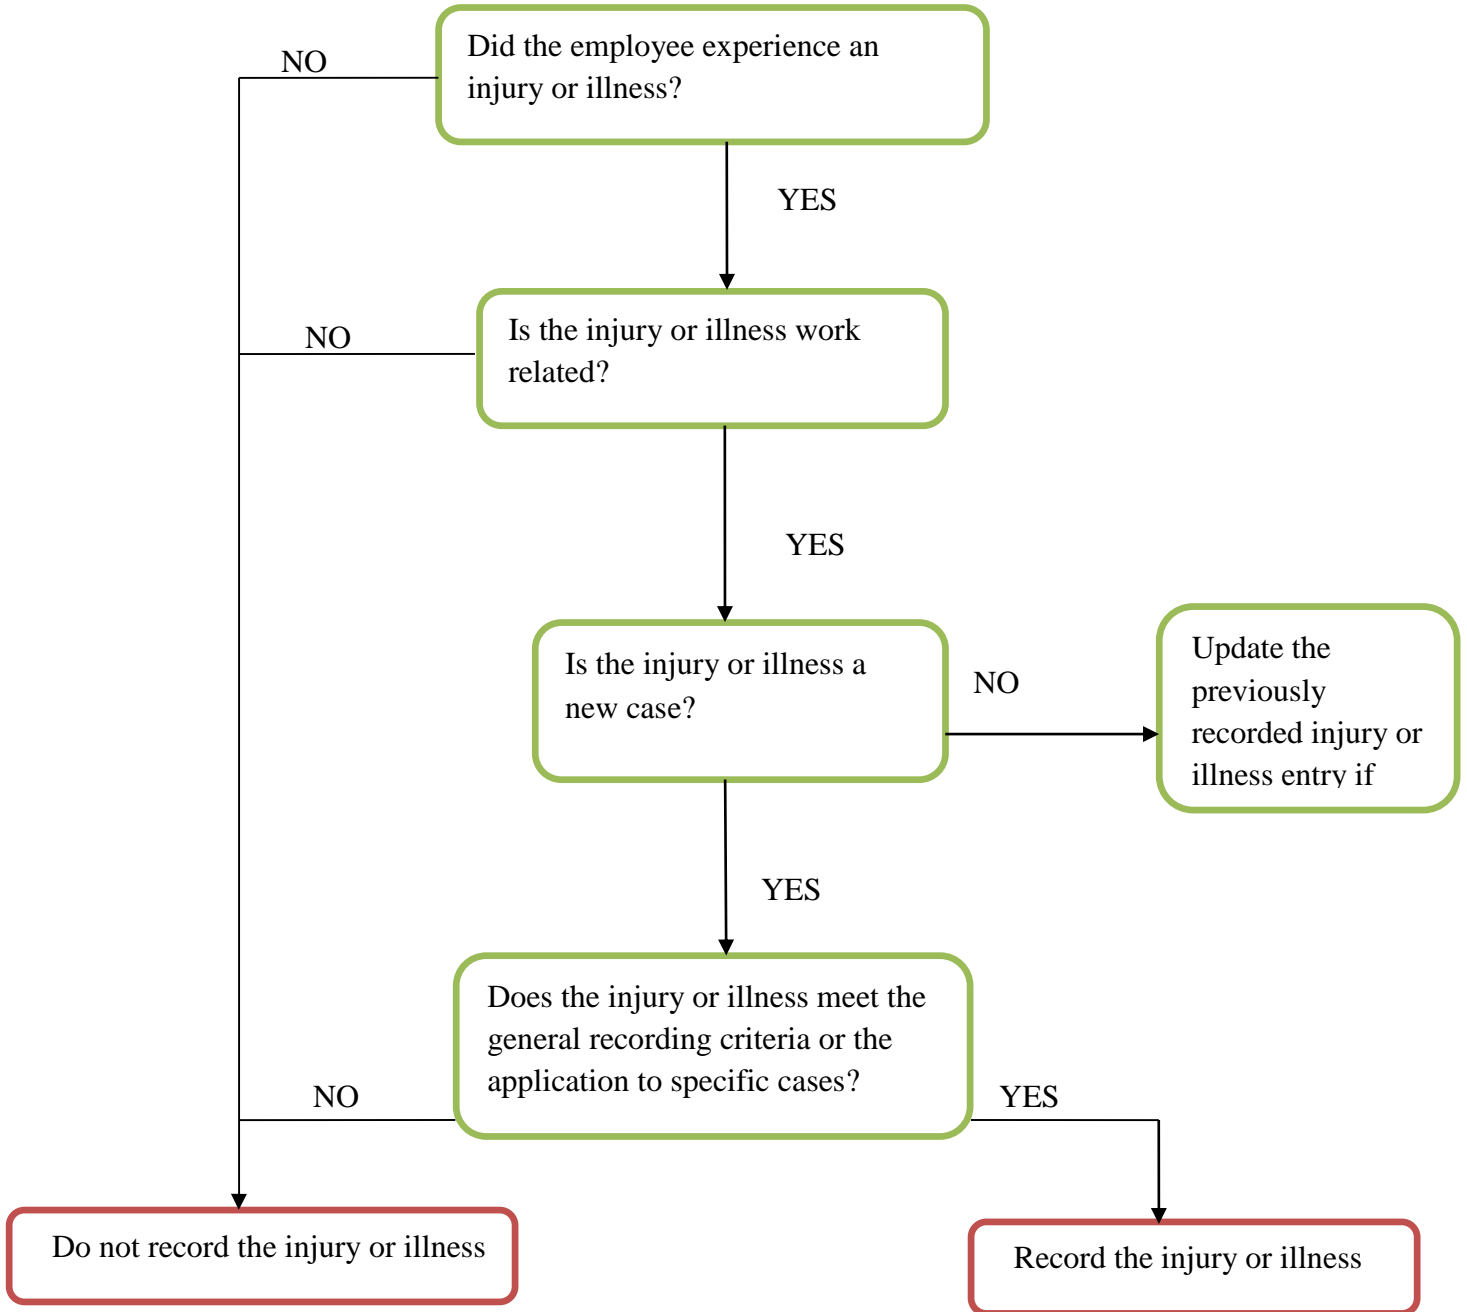 NO
Did the employee experience an
injury or illness?
YES
NO
Is the injury or illness work
related?
YES
Is the injury or illness a
new case?
NO
Update the
previously
recorded injury or
illness entry if
YES
Does the injury or illness meet the
general recording criteria or the
application to specific cases?
NO
YES
Do not record the injury or illness
Record the injury or illness